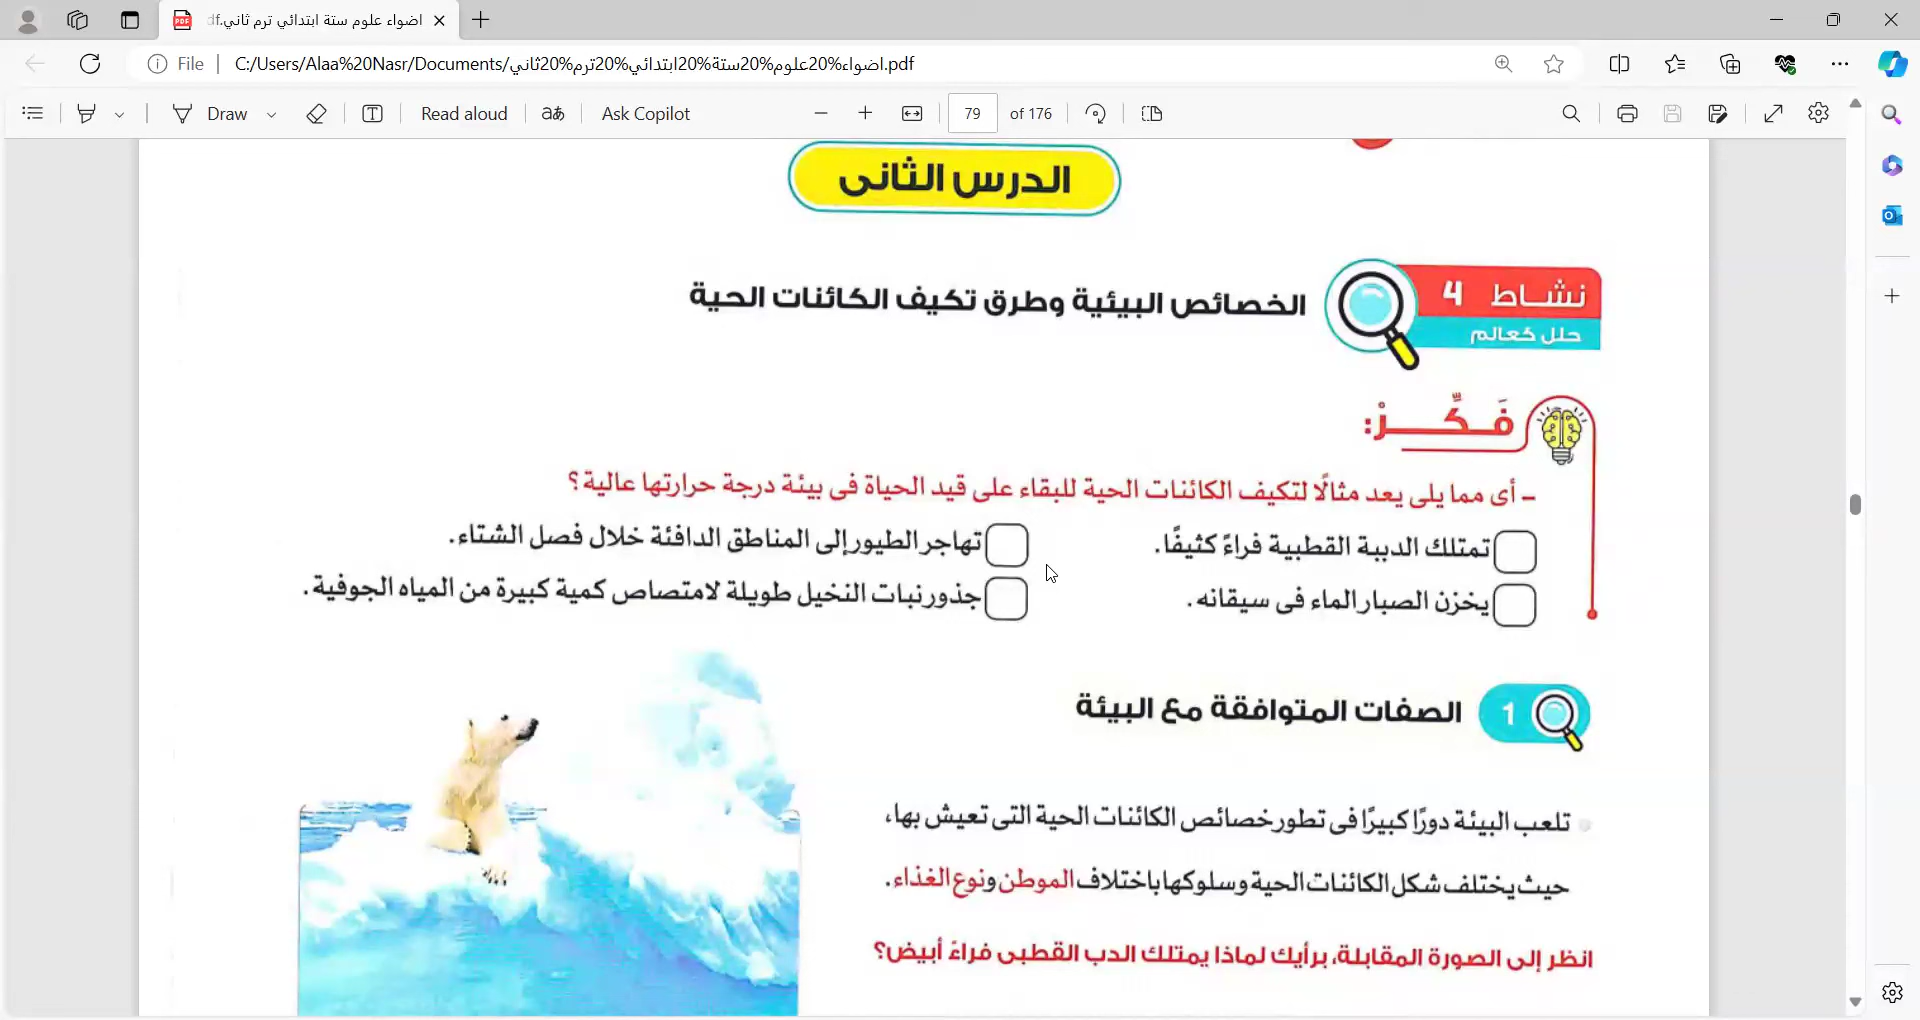 اضواء علوم ستة ابتدائي ترم ثاني.df
File
C:/Users/Alaa%20Nasr/Documents/اضواء%20علوم%20ستة%20ابتدائي%20ترم%20ثاني.pdf
Draw
Read aloud
aあ
Ask Copilot
79 of 176
الدرس الثانى
نشاط 4
حلل كعالم
الخصائص البيئية وطرق تكيف الكائنات الحية
فَكِّرْ:
- أى مما يلى يعد مثالًا لتكيف الكائنات الحية للبقاء على قيد الحياة فى بيئة درجة حرارتها عالية؟
تمتلك الدببة القطبية فراءً كثيفًا.
تهاجر الطيور إلى المناطق الدافئة خلال فصل الشتاء.
يخزن الصبار الماء فى سيقانه.
جذور نبات النخيل طويلة لامتصاص كمية كبيرة من المياه الجوفية.
1 الصفات المتوافقة مع البيئة
تلعب البيئة دورًا كبيرًا فى تطور خصائص الكائنات الحية التى تعيش بها،
حيث يختلف شكل الكائنات الحية وسلوكها باختلاف الموطن ونوع الغذاء.
انظر إلى الصورة المقابلة، برأيك لماذا يمتلك الدب القطبى فراءً أبيض؟